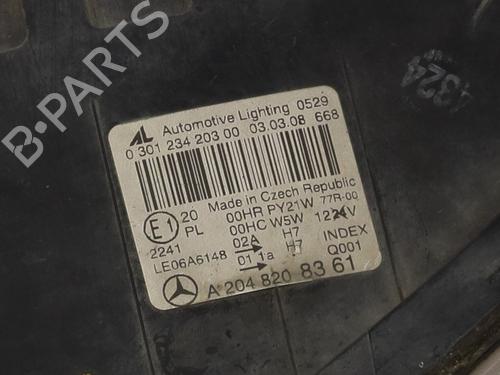 AL Automotive Lighting 0529
0 301 234 203 00 03.03.08 668
Made in Czech Republic
E1 20 00HR PY21W 77R-00
PL 00HC W5W 12V
2241 02A H7 INDEX
LE06A6148 01 1a H7 Q001
A 204 820 83 61
4324
B-PARTS